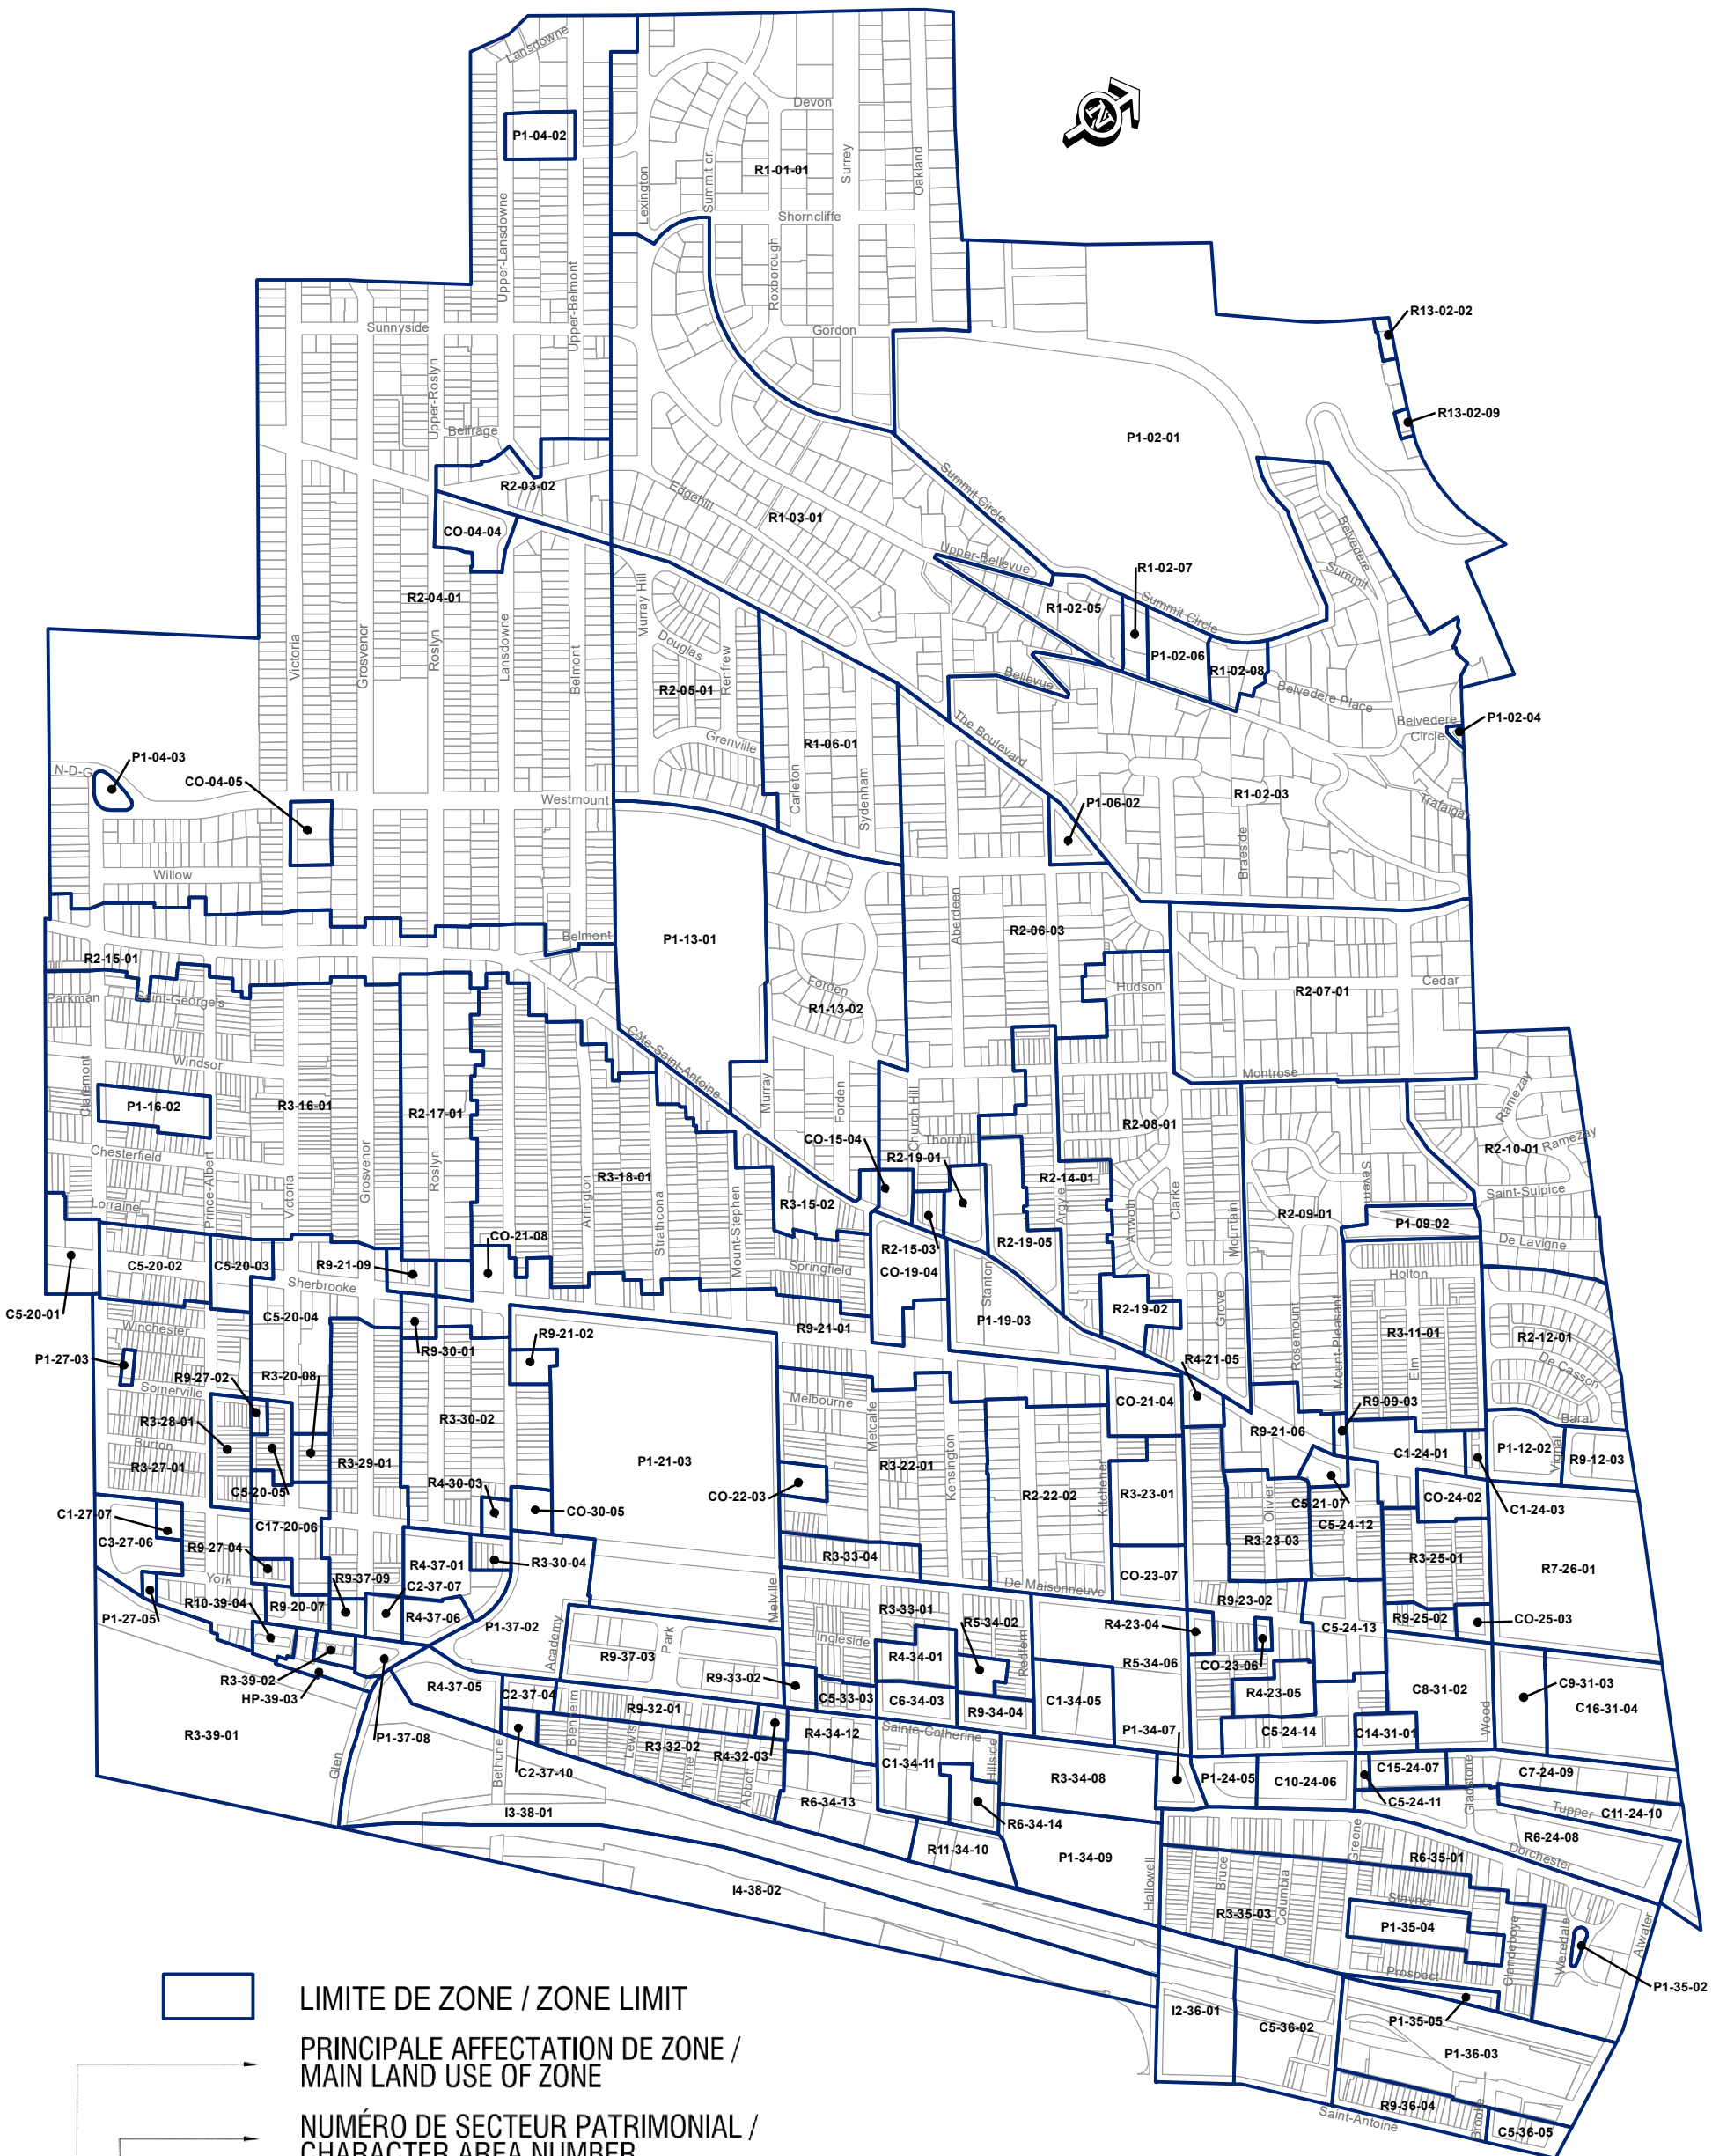 Lansdowne
P1-04-02
Devon
Upper-Lansdowne
Lexington
Summit cr.
R1-01-01
Surrey
Oakland
N
Shorncliffe
Roxborough
Upper-Belmont
Sunnyside
Gordon
R13-02-02
Upper-Roslyn
Belfrage
R13-02-09
P1-02-01
R2-03-02
Edgehill
R1-03-01
Summit Circle
CO-04-04
Belvedere
Upper-Bellevue
Summit
R1-02-07
R2-04-01
R1-02-05
Summit Circle
Murray Hill
Victoria
Grosvenor
Roslyn
Lansdowne
Belmont
Douglas
Renfrew
P1-02-06
R1-02-08
R2-05-01
Bellevue
Belvedere Place
The Boulevard
Belvedere
Circle
P1-02-04
Grenville
R1-06-01
N-D-G
P1-04-03
CO-04-05
Westmount
Carleton
Sydenham
P1-06-02
R1-02-03
Trafalgar
Braeside
Willow
Belmont
P1-13-01
Aberdeen
R2-06-03
R2-15-01
Forden
Hudson
R2-07-01
Cedar
Parkman
Saint-George's
R1-13-02
Côte-Saint-Antoine
Windsor
Claremont
Montrose
P1-16-02
R3-16-01
R2-17-01
Murray
Forden
Church Hill
Ramezay
Chesterfield
CO-15-04
Thornhill
R2-08-01
R2-19-01
R2-10-01
Ramezay
Prince-Albert
Victoria
Grosvenor
Roslyn
R3-18-01
Arlington
Strathcona
Mount-Stephen
R3-15-02
R2-14-01
Argyle
Severn
Saint-Sulpice
Lorraine
Arlwoth
Clarke
Mountain
R2-09-01
P1-09-02
CO-21-08
R2-15-03
R2-19-05
De Lavigne
C5-20-02
C5-20-03
R9-21-09
Springfield
CO-19-04
Holton
Sherbrooke
Stanton
R2-19-02
C5-20-01
C5-20-04
R9-21-01
P1-19-03
Grove
Winchester
R9-30-01
R9-21-02
Rosemount
Mount-Pleasant
R3-11-01
Elm
R2-12-01
P1-27-03
R9-27-02
R3-20-08
R4-21-05
De Casson
Somerville
Melbourne
CO-21-04
R9-09-03
Barat
R3-28-01
R3-30-02
Metcalfe
R9-21-06
Burton
R3-27-01
R3-29-01
P1-21-03
R3-22-01
Kensington
C1-24-01
P1-12-02
Vignal
R9-12-03
C5-20-05
R4-30-03
CO-22-03
R2-22-02
Kitchener
R3-23-01
Olivier
C5-21-07
CO-24-02
C1-24-03
C1-27-07
C17-20-06
CO-30-05
C5-24-12
C3-27-06
R9-27-04
R3-23-03
R3-33-04
R3-25-01
R4-37-01
R3-30-04
York
R9-37-09
C2-37-07
De Maisonneuve
CO-23-07
R7-26-01
R10-39-04
R9-20-07
R4-37-06
P1-27-05
Melville
R3-33-01
R9-23-02
R9-25-02
CO-25-03
P1-37-02
Academy
Park
Ingleside
R5-34-02
R4-23-04
C5-24-13
R9-37-03
R4-34-01
Redfern
R5-34-06
CO-23-06
R3-39-02
HP-39-03
R4-37-05
R9-33-02
C5-33-03
C6-34-03
C1-34-05
R4-23-05
C8-31-02
C9-31-03
C16-31-04
C2-37-04
R9-32-01
R9-34-04
Wood
R3-39-01
P1-37-08
Blenheim
R3-32-02
R4-32-03
R4-34-12
Sainte-Catherine
P1-34-07
C5-24-14
C14-31-01
Glen
Bethune
C2-37-10
Lewis
Irvine
Abbott
C1-34-11
Hillside
R3-34-08
P1-24-05
C10-24-06
C15-24-07
C7-24-09
C5-24-11
Gladstone
I3-38-01
R6-34-13
R6-34-14
Tupper
C11-24-10
R6-24-08
R11-34-10
P1-34-09
Greene
R6-35-01
Dorchester
I4-38-02
Hallowell
Bruce
Columbia
R3-35-03
Stayner
P1-35-04
Clandeboye
Weredale
Atwater
Prospect
P1-35-02
LIMITE DE ZONE / ZONE LIMIT
I2-36-01
C5-36-02
P1-35-05
PRINCIPALE AFFECTATION DE ZONE /
MAIN LAND USE OF ZONE
P1-36-03
NUMÉRO DE SECTEUR PATRIMONIAL /
CHARACTER AREA NUMBER
R9-36-04
Saint-Antoine
Brooke
C5-36-05